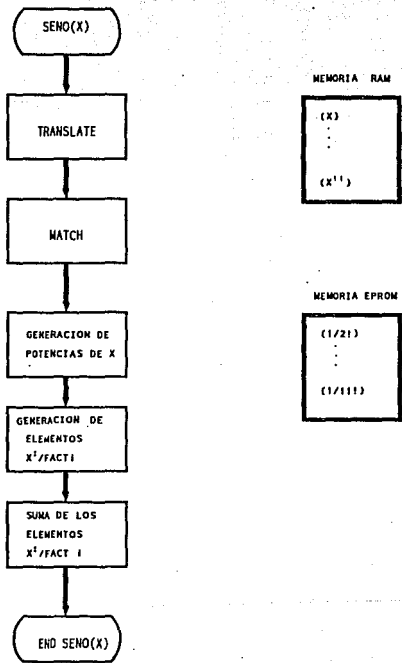 SENO(X)
TRANSLATE
MATCH
GENERACION DE
POTENCIAS DE X
GENERACION DE
ELEMENTOS
X^I/FACTI
SUMA DE LOS
ELEMENTOS
X^I/FACT I
END SENO(X)
MEMORIA RAM
(X)
(X^11)
MEMORIA EPROM
(1/2!)
(1/11!)